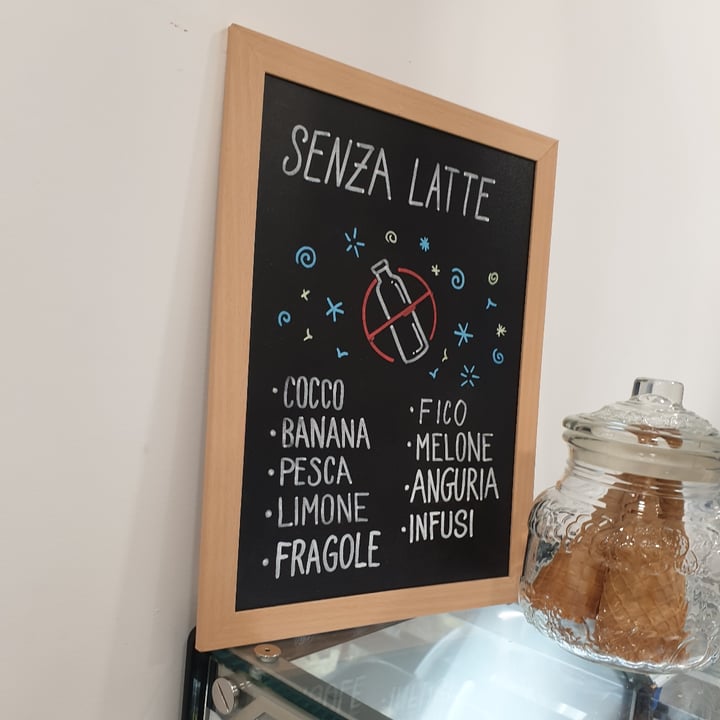 SENZA LATTE
· COCCO
· BANANA
· PESCA
· LIMONE
· FRAGOLE
· FICO
· MELONE
· ANGURIA
· INFUSI